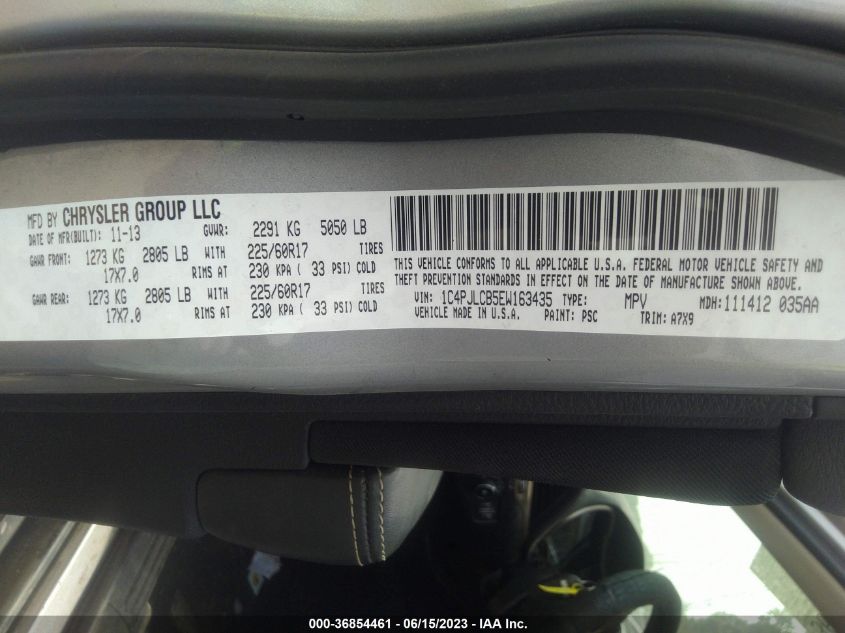 MFD BY CHRYSLER GROUP LLC
DATE OF MFR(BUILT): 11-13 GVWR: 2291 KG 5050 LB
GAWR FRONT: 1273 KG 2805 LB WITH 225/60R17 TIRES
17X7.0 RIMS AT 230 KPA ( 33 PSI) COLD
GAWR REAR: 1273 KG 2805 LB WITH 225/60R17 TIRES
17X7.0 RIMS AT 230 KPA ( 33 PSI) COLD
THIS VEHICLE CONFORMS TO ALL APPLICABLE U.S.A. FEDERAL MOTOR VEHICLE SAFETY AND
THEFT PREVENTION STANDARDS IN EFFECT ON THE DATE OF MANUFACTURE SHOWN ABOVE.
VIN: 1C4PJLCB5EW163435 TYPE: MPV MDH: 111412 035AA
VEHICLE MADE IN U.S.A. PAINT: PSC TRIM: A7X9
000-36854461 - 06/15/2023 - IAA Inc.